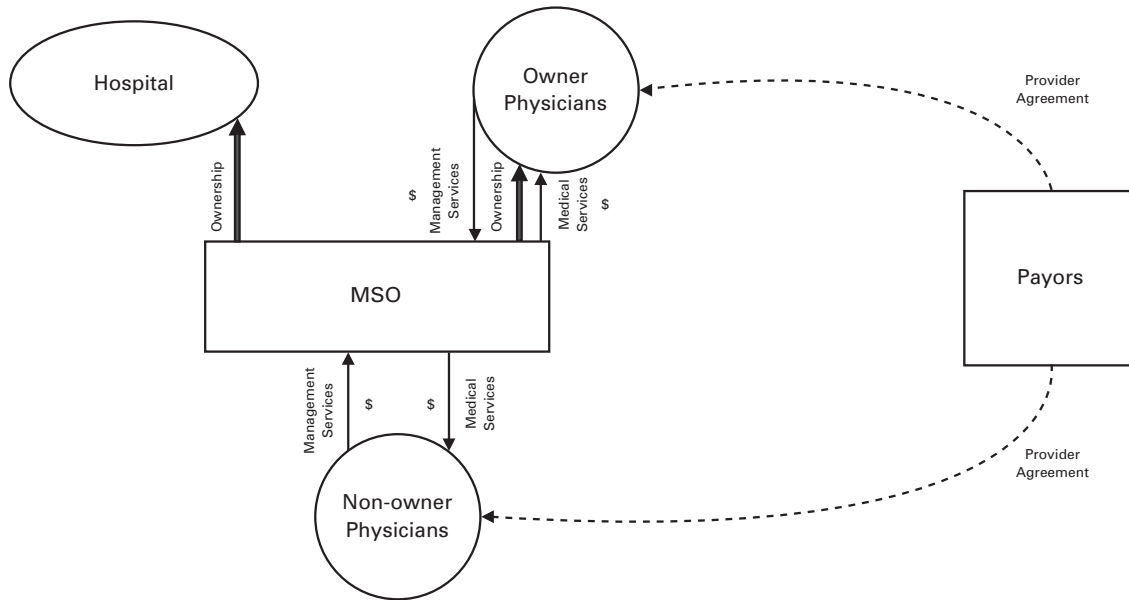 Hospital
Owner
Physicians
Provider
Agreement
Ownership
$
Management
Services
Ownership
Medical
Services
$
MSO
Payors
Management
Services
$
$
Medical
Services
Non-owner
Physicians
Provider
Agreement